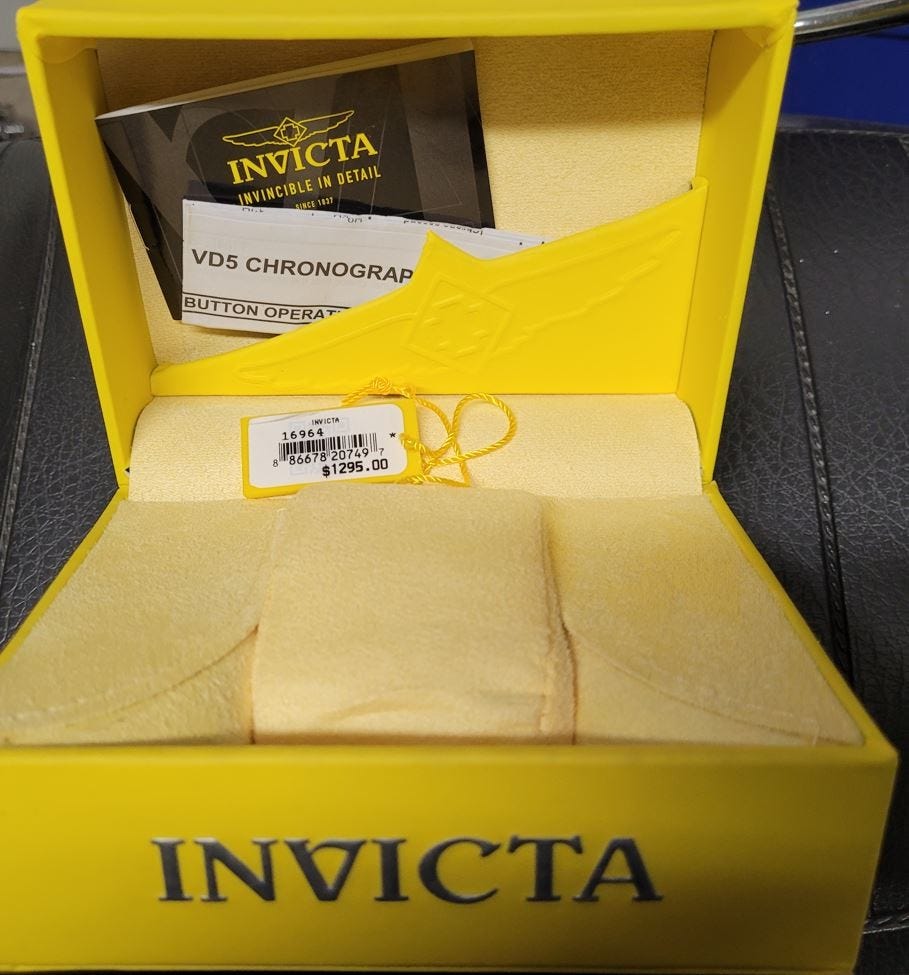 INVICTA
INVINCIBLE IN DETAIL
SINCE 1837
VD5 CHRONOGRAP
BUTTON OPERAT
INVICTA
16964
*
8 86678 20749 7
$1295.00
INVICTA